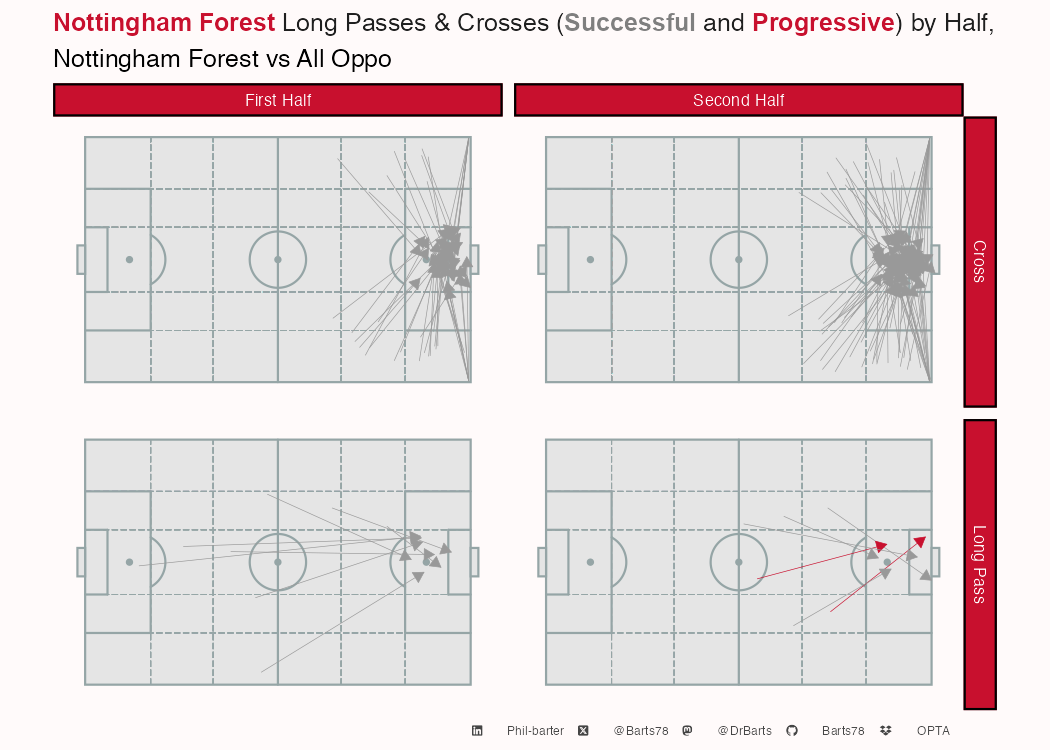 Nottingham Forest Long Passes & Crosses (Successful and Progressive) by Half,
Nottingham Forest vs All Oppo
First Half
Second Half
Cross
Long Pass
Phil-barter @Barts78 @DrBarts Barts78 OPTA